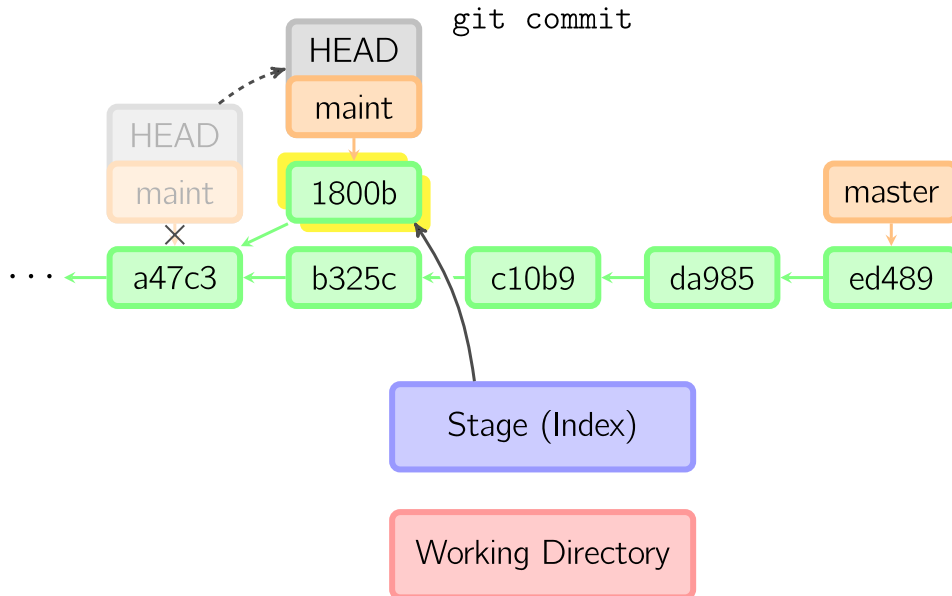 git commit
HEAD
maint
HEAD
maint
1800b
master
... a47c3 b325c c10b9 da985 ed489
Stage (Index)
Working Directory